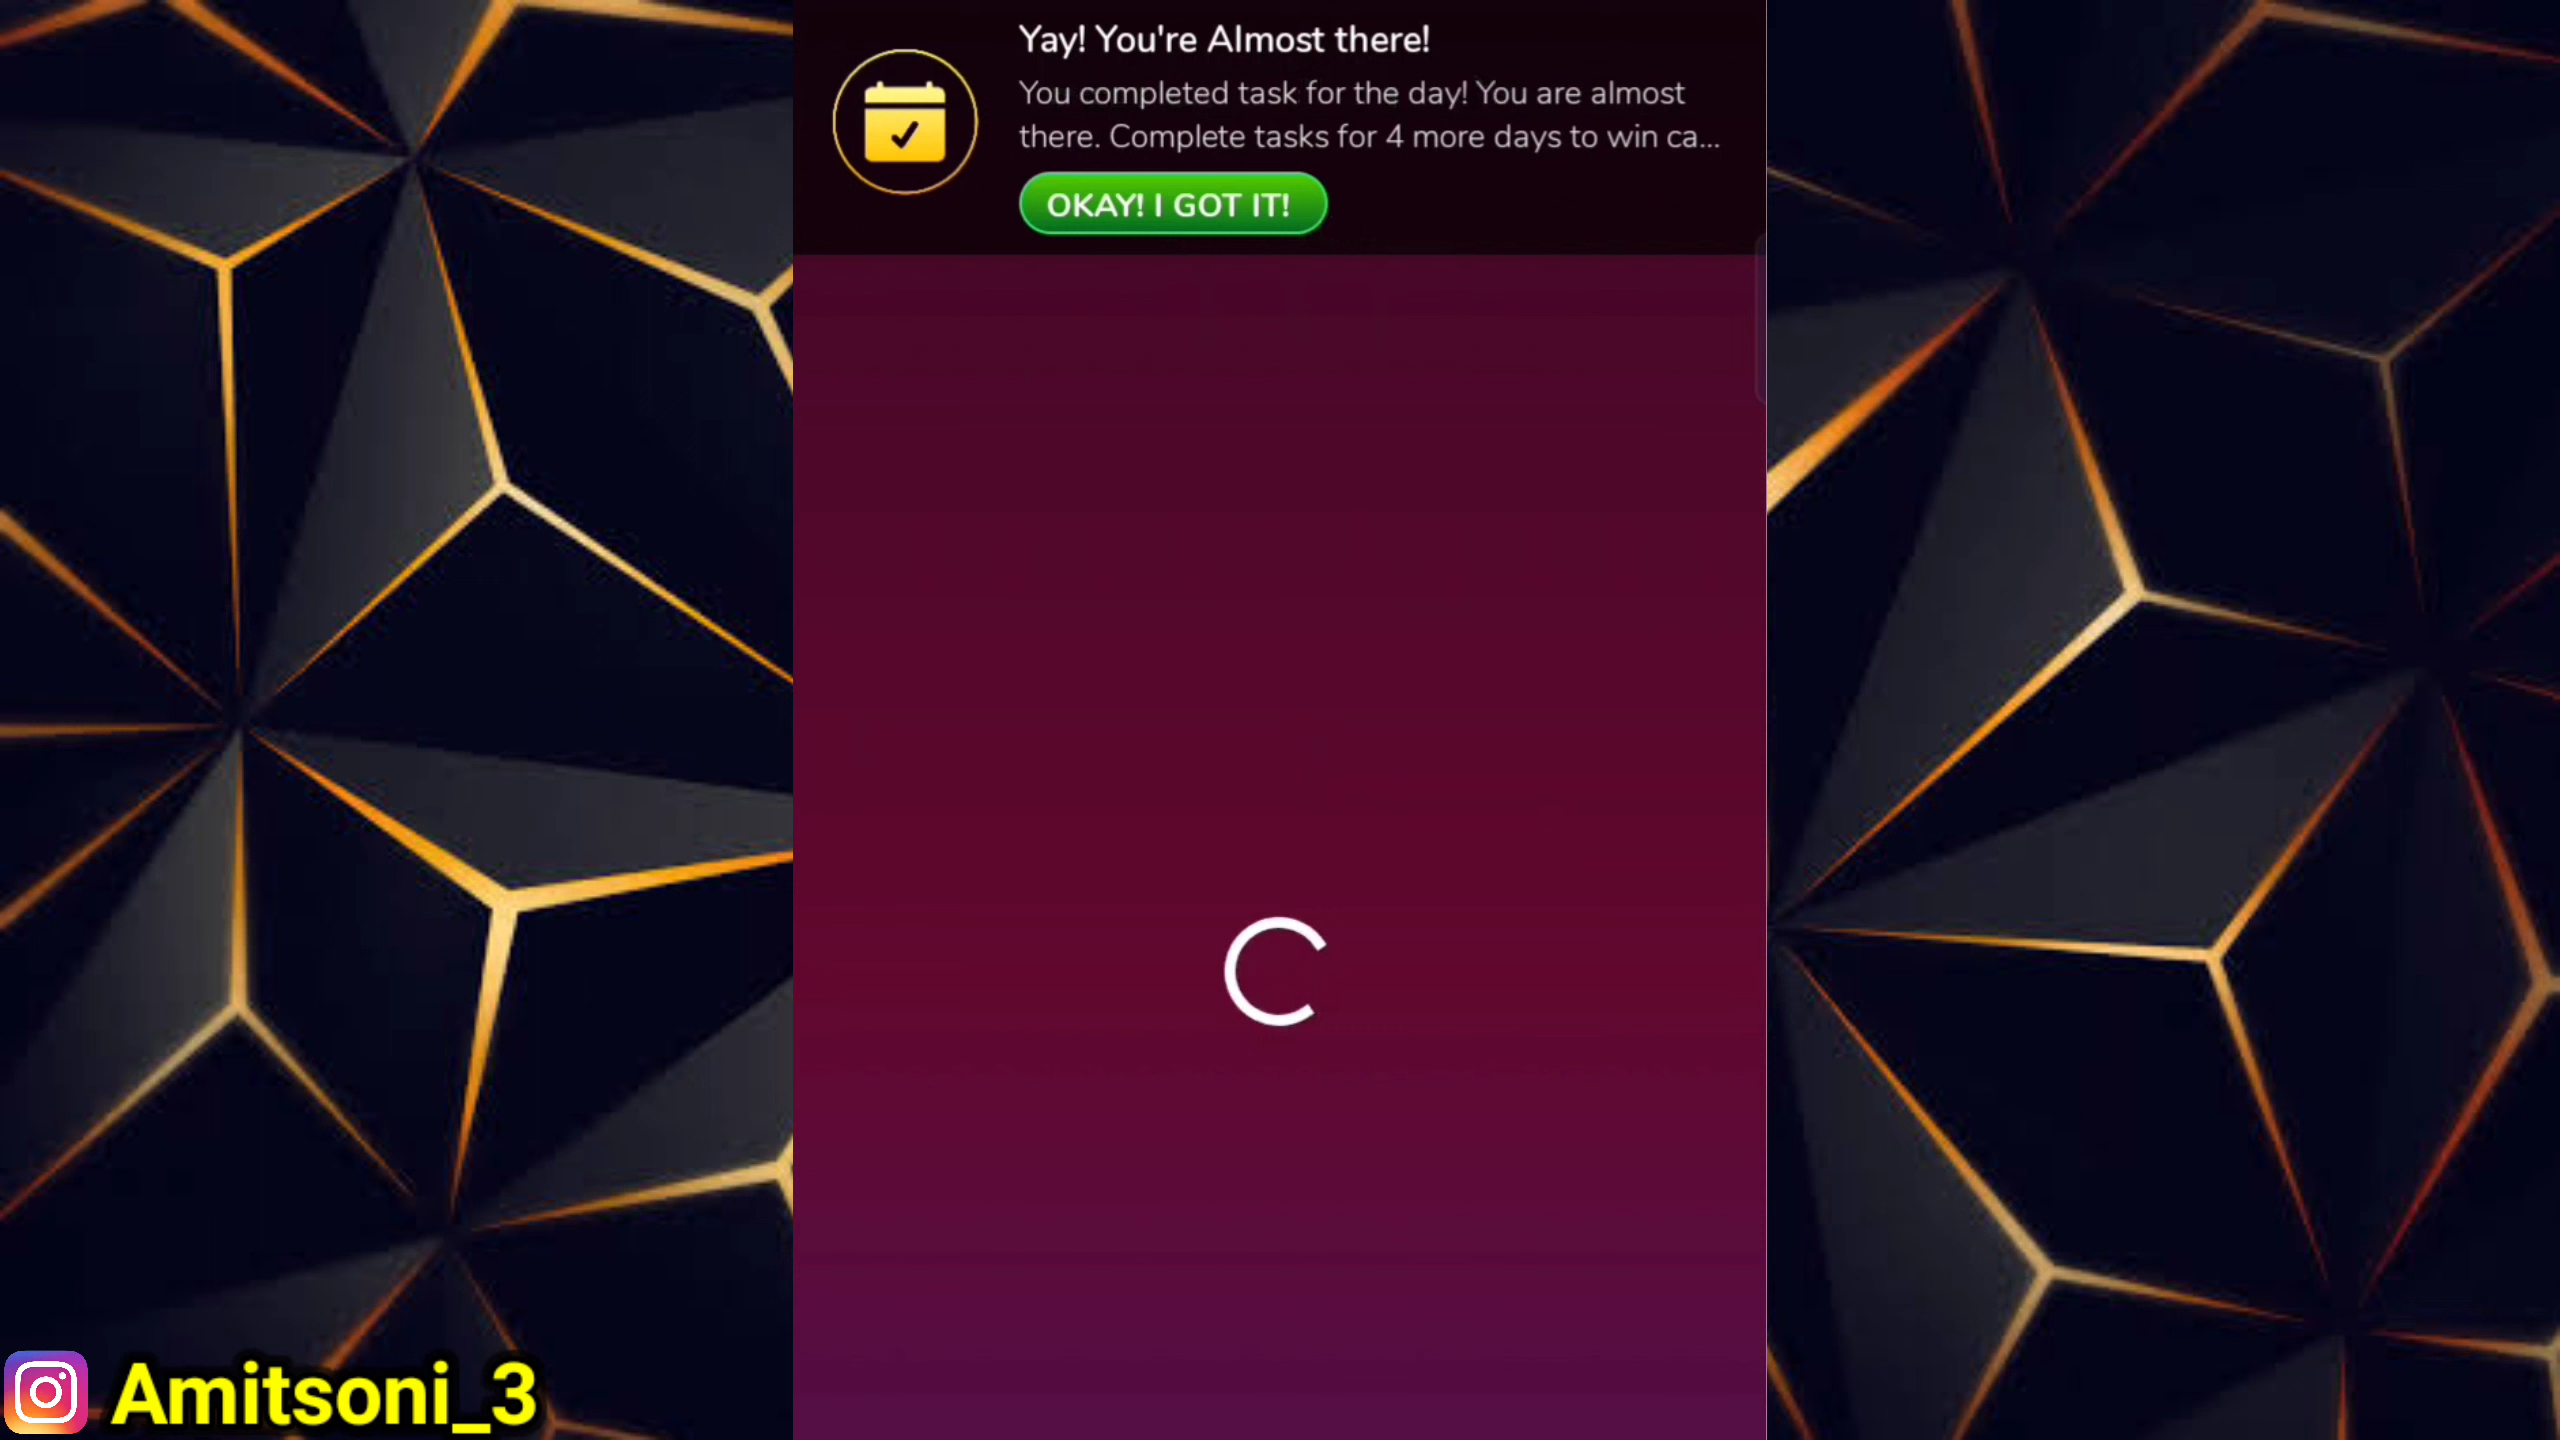 Yay! You're Almost there!
You completed task for the day! You are almost
there. Complete tasks for 4 more days to win ca...
OKAY! I GOT IT!
Amitsoni_3